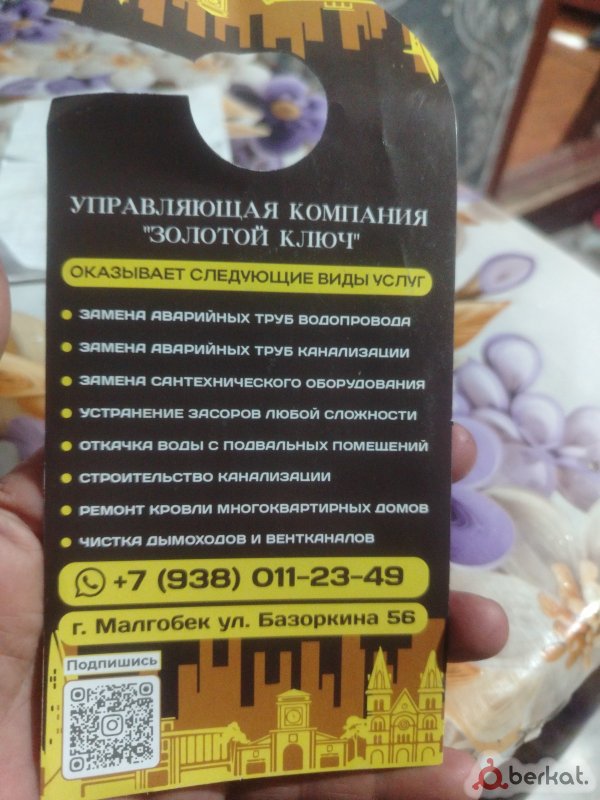 УПРАВЛЯЮЩАЯ КОМПАНИЯ
"ЗОЛОТОЙ КЛЮЧ"
ОКАЗЫВАЕТ СЛЕДУЮЩИЕ ВИДЫ УСЛУГ
ЗАМЕНА АВАРИЙНЫХ ТРУБ ВОДОПРОВОДА
ЗАМЕНА АВАРИЙНЫХ ТРУБ КАНАЛИЗАЦИИ
ЗАМЕНА САНТЕХНИЧЕСКОГО ОБОРУДОВАНИЯ
УСТРАНЕНИЕ ЗАСОРОВ ЛЮБОЙ СЛОЖНОСТИ
ОТКАЧКА ВОДЫ С ПОДВАЛЬНЫХ ПОМЕЩЕНИЙ
СТРОИТЕЛЬСТВО КАНАЛИЗАЦИИ
РЕМОНТ КРОВЛИ МНОГОКВАРТИРНЫХ ДОМОВ
ЧИСТКА ДЫМОХОДОВ И ВЕНТКАНАЛОВ
+7 (938) 011-23-49
г. Малгобек ул. Базоркина 56
Подпишись
berkat.